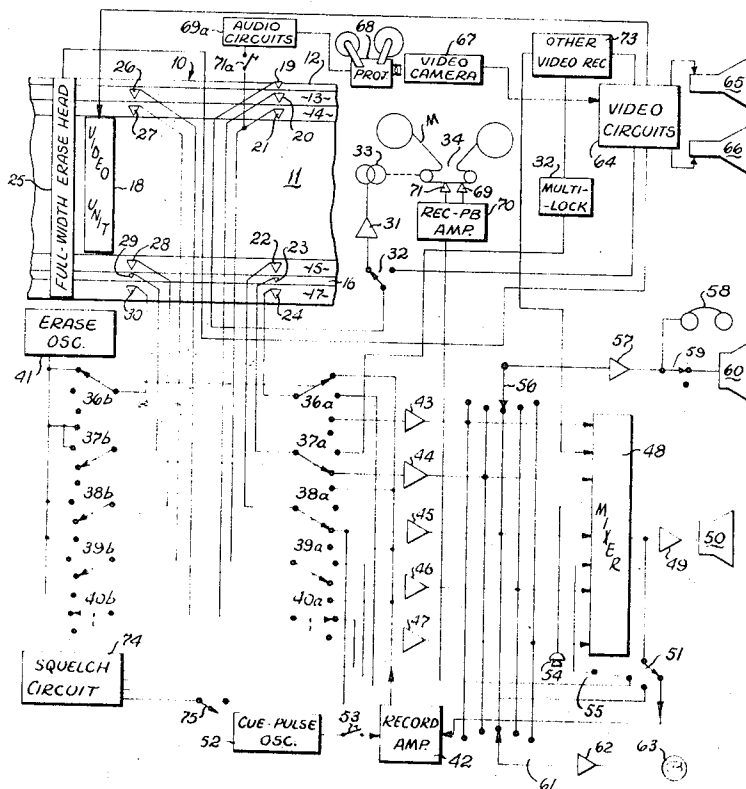 69a
AUDIO CIRCUITS
68
67
PROJ.
VIDEO CAMERA
OTHER VIDEO REC.
73
10
26
71a
19
12
-13-
-14-
27
20
21
11
25
FULL-WIDTH ERASE HEAD
VIDEO UNIT
18
M
34
33
71
69
31
REC-PB AMP.
70
32
MULTI-LOCK
VIDEO CIRCUITS
64
65
66
32
29
28
22
23
-15-
16
-17-
30
24
ERASE OSC.
41
58
57
59
60
56
36b
36a
43
37b
37a
44
48
38b
38a
45
MIXER
39b
39a
46
49
50
40b
40a
47
74
SQUELCH CIRCUIT
54
51
55
75
52
CUE-PULSE OSC.
53
RECORD AMP.
42
61
62
63